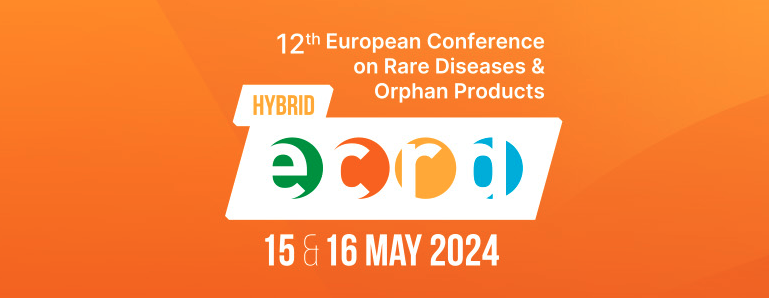 12th European Conference
on Rare Diseases &
Orphan Products
HYBRID
ecrd
15 & 16 MAY 2024